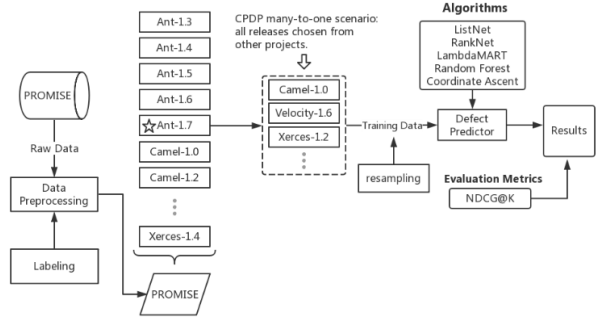 PROMISE
Raw Data
Data
Preprocessing
Labeling
Ant-1.3
Ant-1.4
Ant-1.5
Ant-1.6
Ant-1.7
Camel-1.0
Camel-1.2
Xerces-1.4
PROMISE
CPDP many-to-one scenario:
all releases chosen from
other projects.
Camel-1.0
Velocity-1.6
Xerces-1.2
Training Data
resampling
Algorithms
ListNet
RankNet
LambdaMART
Random Forest
Coordinate Ascent
Defect
Predictor
Results
Evaluation Metrics
NDCG@K